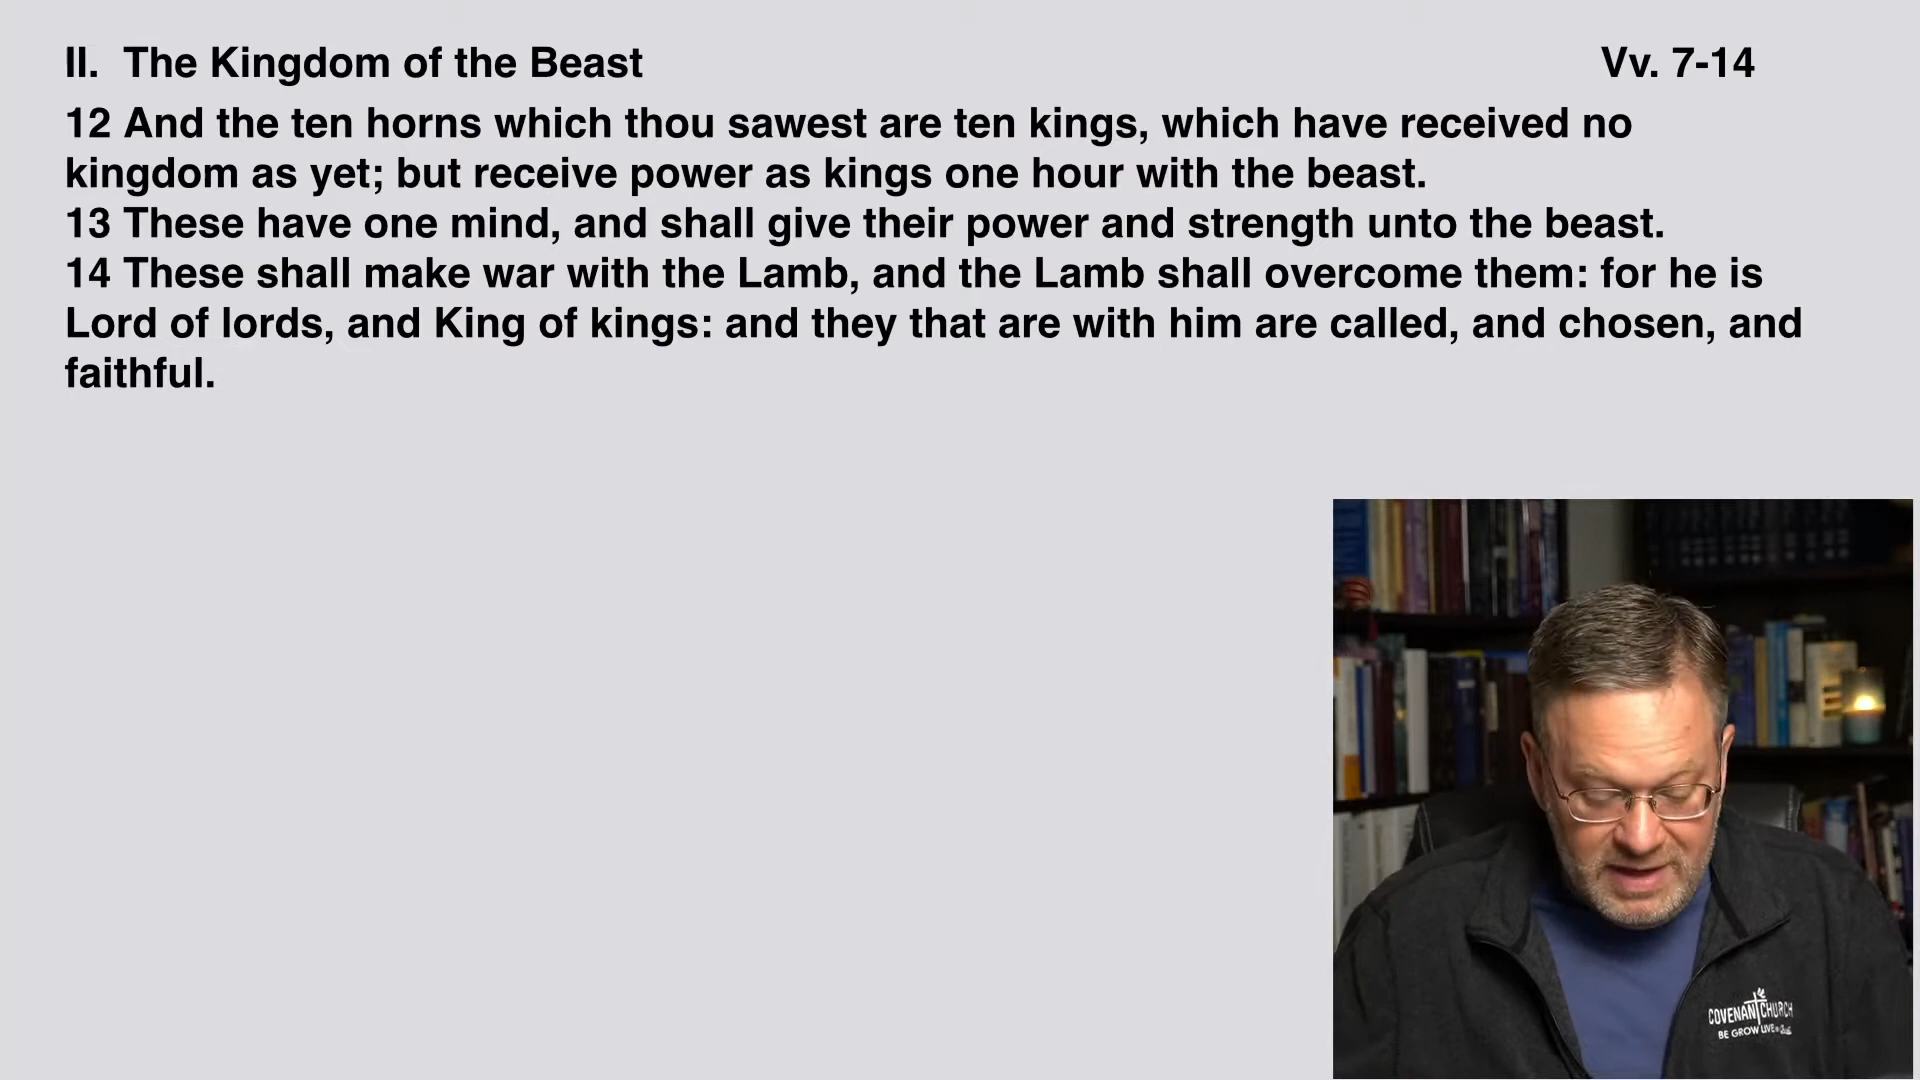 II. The Kingdom of the Beast Vv. 7-14
12 And the ten horns which thou sawest are ten kings, which have received no
kingdom as yet; but receive power as kings one hour with the beast.
13 These have one mind, and shall give their power and strength unto the beast.
14 These shall make war with the Lamb, and the Lamb shall overcome them: for he is
Lord of lords, and King of kings: and they that are with him are called, and chosen, and
faithful.
COVENANT CHURCH
BE GROW LIVE